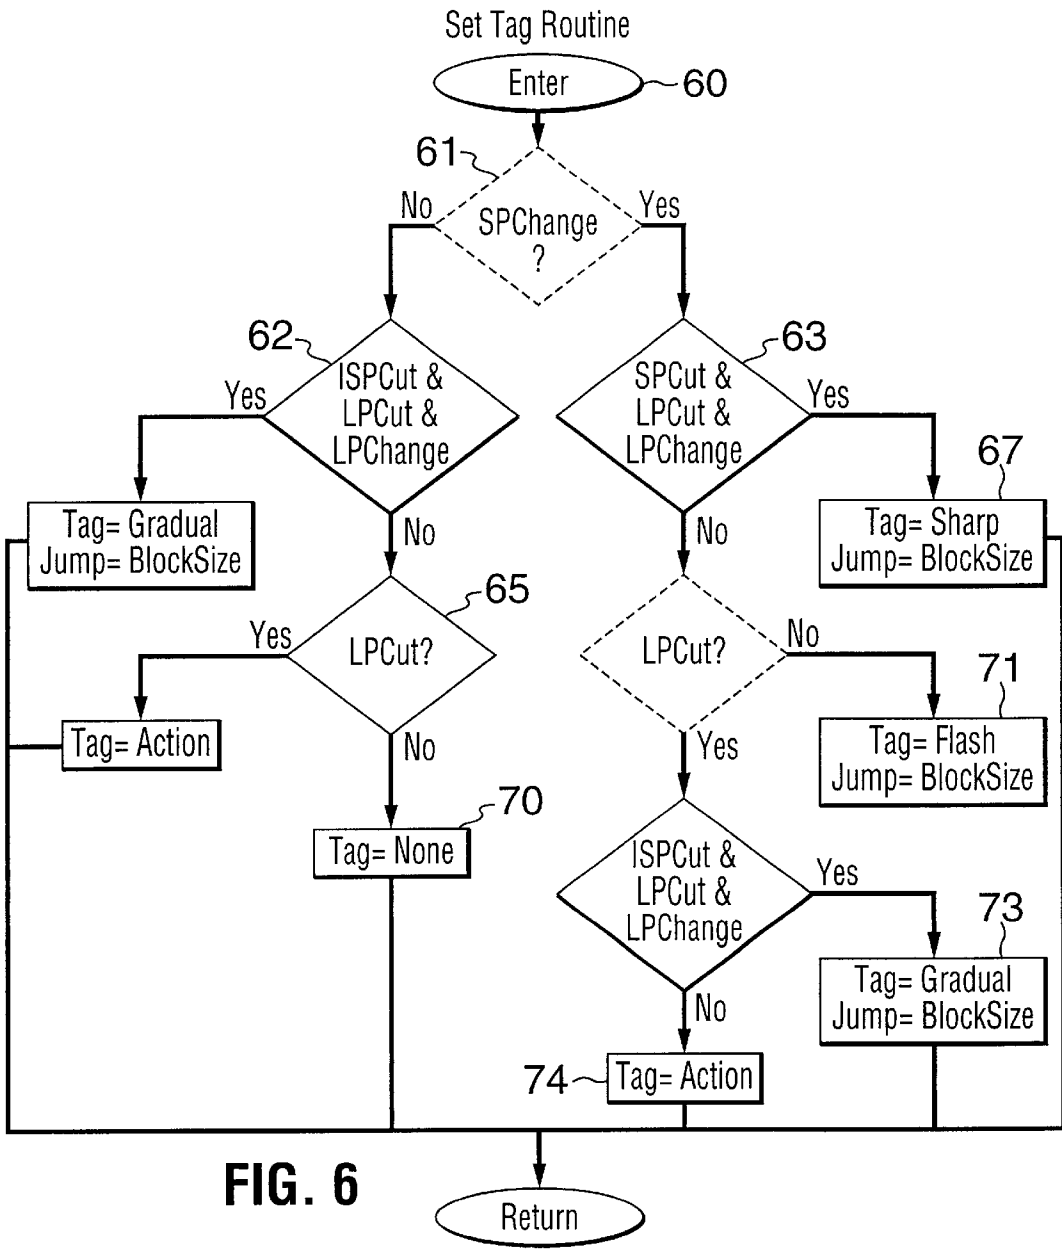 Set Tag Routine
Enter
60
61
No
Yes
SPChange
?
62
63
Yes
ISPCut &
LPCut &
LPChange
SPCut &
LPCut &
LPChange
Yes
67
Tag= Gradual
Jump= BlockSize
No
No
Tag= Sharp
Jump= BlockSize
65
Yes
LPCut?
LPCut?
No
71
Tag= Action
No
Yes
Tag= Flash
Jump= BlockSize
70
Tag= None
ISPCut &
LPCut &
LPChange
Yes
73
Tag= Gradual
Jump= BlockSize
No
74
Tag= Action
FIG. 6
Return